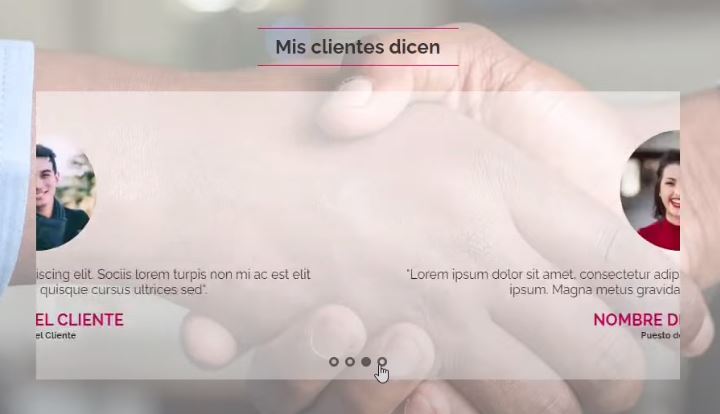 Mis clientes dicen
iscing elit. Sociis lorem turpis non mi ac est elit
quisque cursus ultrices sed".
EL CLIENTE
el Cliente
"Lorem ipsum dolor sit amet, consectetur adip
ipsum. Magna metus gravida
NOMBRE D
Puesto d